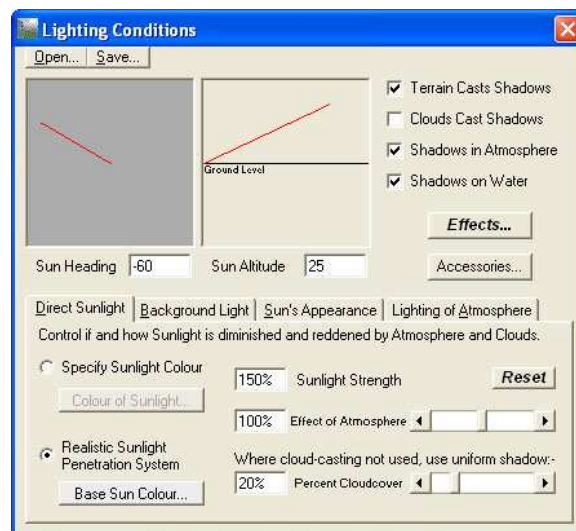 Lighting Conditions
Open... Save...
Terrain Casts Shadows
Clouds Cast Shadows
Shadows in Atmosphere
Shadows on Water
Ground Level
Effects...
Sun Heading -60 Sun Altitude 25
Accessories...
Direct Sunlight Background Light Sun's Appearance Lighting of Atmosphere
Control if and how Sunlight is diminished and reddened by Atmosphere and Clouds.
Specify Sunlight Colour
150% Sunlight Strength Reset
Colour of Sunlight...
100% Effect of Atmosphere
Realistic Sunlight
Penetration System
Where cloud-casting not used, use uniform shadow:-
Base Sun Colour...
20% Percent Cloudcover